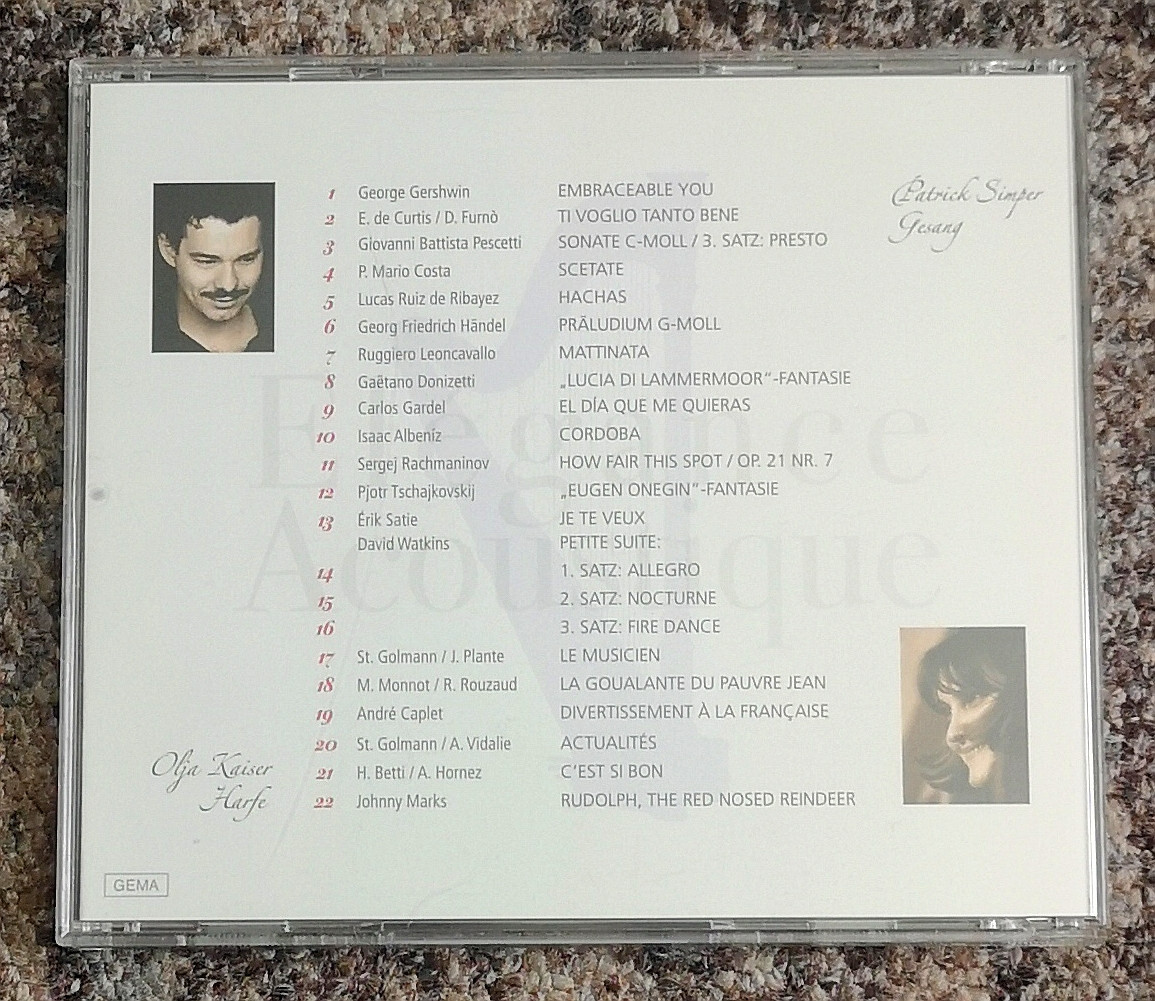 1 George Gershwin EMBRACEABLE YOU
2 E. de Curtis / D. Furnò TI VOGLIO TANTO BENE
3 Giovanni Battista Pescetti SONATE C-MOLL / 3. SATZ: PRESTO
4 P. Mario Costa SCETATE
5 Lucas Ruiz de Ribayez HACHAS
6 Georg Friedrich Händel PRÄLUDIUM G-MOLL
7 Ruggiero Leoncavallo MATTINATA
8 Gaëtano Donizetti „LUCIA DI LAMMERMOOR“-FANTASIE
9 Carlos Gardel EL DÍA QUE ME QUIERAS
10 Isaac Albeníz CORDOBA
11 Sergej Rachmaninov HOW FAIR THIS SPOT / OP. 21 NR. 7
12 Pjotr Tschajkovskij „EUGEN ONEGIN“-FANTASIE
13 Érik Satie JE TE VEUX
David Watkins PETITE SUITE:
14 1. SATZ: ALLEGRO
15 2. SATZ: NOCTURNE
16 3. SATZ: FIRE DANCE
17 St. Golmann / J. Plante LE MUSICIEN
18 M. Monnot / R. Rouzaud LA GOUALANTE DU PAUVRE JEAN
19 André Caplet DIVERTISSEMENT À LA FRANÇAISE
20 St. Golmann / A. Vidalie ACTUALITÉS
21 H. Betti / A. Hornez C'EST SI BON
22 Johnny Marks RUDOLPH, THE RED NOSED REINDEER
Patrick Simper
Gesang
Elégance
Acoustique
Olja Kaiser
Harfe
GEMA